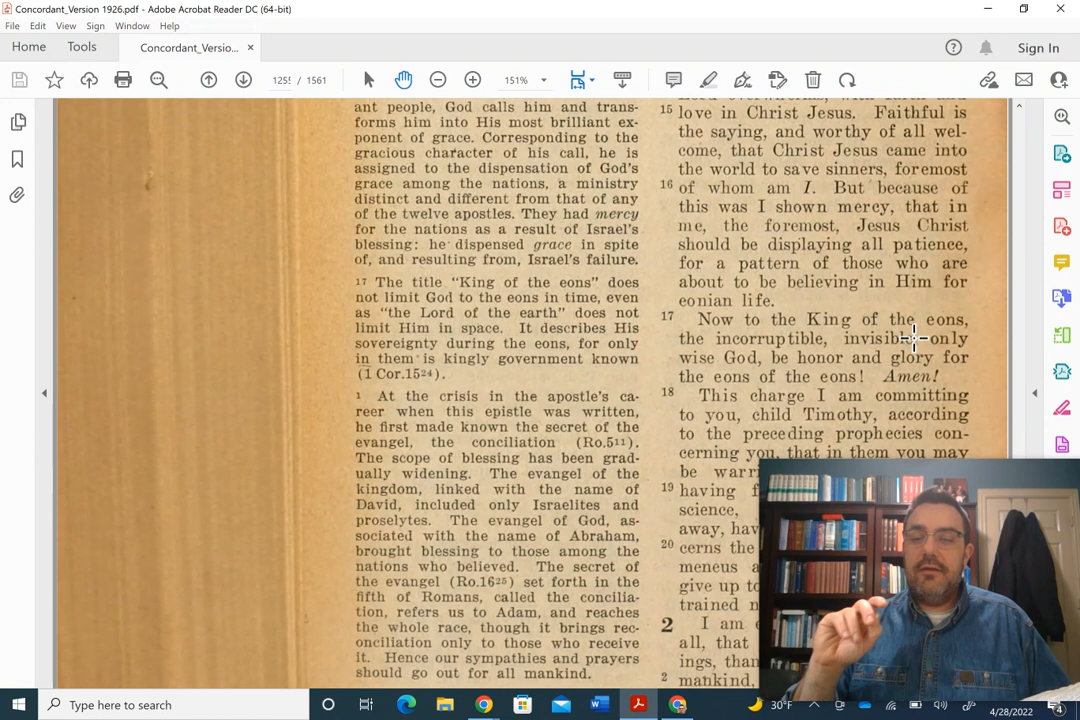 Concordant_Version 1926.pdf - Adobe Acrobat Reader DC (64-bit)
File Edit View Sign Window Help
Home Tools Concordant_Versio... × Sign In
1255 / 1561 151%
ant people, God calls him and trans-
forms him into His most brilliant ex-
ponent of grace. Corresponding to the
gracious character of his call, he is
assigned to the dispensation of God's
grace among the nations, a ministry
distinct and different from that of any
of the twelve apostles. They had mercy
for the nations as a result of Israel's
blessing: he dispensed grace in spite
of, and resulting from, Israel's failure.
17 The title "King of the eons" does
not limit God to the eons in time, even
as "the Lord of the earth" does not
limit Him in space. It describes His
sovereignty during the eons, for only
in them is kingly government known
(1 Cor.15 24).
1 At the crisis in the apostle's ca-
reer when this epistle was written,
he first made known the secret of the
evangel, the conciliation (Ro.5 11).
The scope of blessing has been grad-
ually widening. The evangel of the
kingdom, linked with the name of
David, included only Israelites and
proselytes. The evangel of God, as-
sociated with the name of Abraham,
brought blessing to those among the
nations who believed. The secret of
the evangel (Ro.16 25) set forth in the
fifth of Romans, called the concilia-
tion, refers us to Adam, and reaches
the whole race, though it brings rec-
onciliation only to those who receive
it. Hence our sympathies and prayers
should go out for all mankind.
15 love in Christ Jesus. Faithful is
the saying, and worthy of all wel-
come, that Christ Jesus came into
the world to save sinners, foremost
16 of whom am I. But because of
this was I shown mercy, that in
me, the foremost, Jesus Christ
should be displaying all patience,
for a pattern of those who are
about to be believing in Him for
eonian life.
17 Now to the King of the eons,
the incorruptible, only
wise God, be honor and glory for
the eons of the eons! Amen!
18 This charge I am committing
to you, child Timothy, according
to the preceding prophecies con-
cerning you, that in them you may
be
19 having
science,
away,
20 cerns the
meneus
give up to
trained
2 I am
all, that
ings,
2 mankind,
Type here to search
30°F
4/28/2022
4